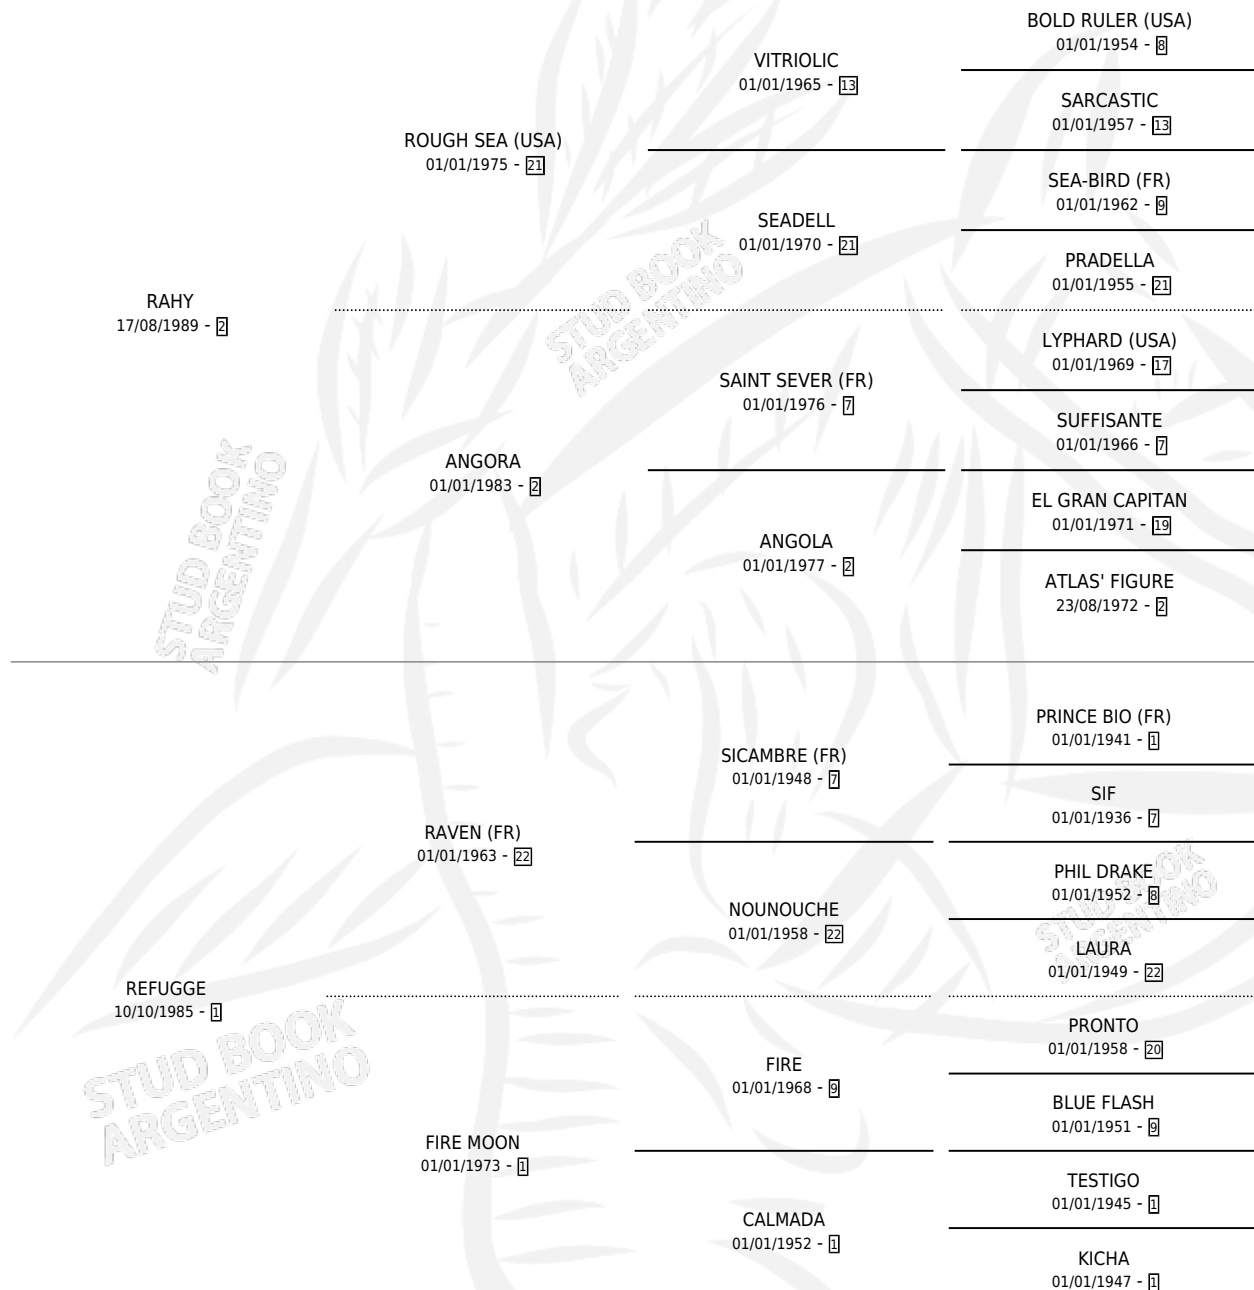 BOLD RULER (USA)
01/01/1954 - 8
VITRIOLIC
01/01/1965 - 13
SARCASTIC
01/01/1957 - 13
ROUGH SEA (USA)
01/01/1975 - 21
SEA-BIRD (FR)
01/01/1962 - 9
SEADELL
01/01/1970 - 21
PRADELLA
01/01/1955 - 21
STUD BOOK
ARGENTINO
RAHY
17/08/1989 - 2
LYPHARD (USA)
01/01/1969 - 17
SAINT SEVER (FR)
01/01/1976 - 7
SUFFISANTE
01/01/1966 - 7
ANGORA
01/01/1983 - 2
EL GRAN CAPITAN
01/01/1971 - 19
ANGOLA
01/01/1977 - 2
ATLAS' FIGURE
23/08/1972 - 2
STUD BOOK
ARGENTINO
PRINCE BIO (FR)
01/01/1941 - 1
SICAMBRE (FR)
01/01/1948 - 7
SIF
01/01/1936 - 7
RAVEN (FR)
01/01/1963 - 22
PHIL DRAKE
01/01/1952 - 8
NOUNOUCHE
01/01/1958 - 22
LAURA
01/01/1949 - 22
STUD BOOK
ARGENTINO
REFUGGE
10/10/1985 - 1
PRONTO
01/01/1958 - 20
FIRE
01/01/1968 - 9
BLUE FLASH
01/01/1951 - 9
STUD BOOK
ARGENTINO
FIRE MOON
01/01/1973 - 1
TESTIGO
01/01/1945 - 1
CALMADA
01/01/1952 - 1
KICHA
01/01/1947 - 1